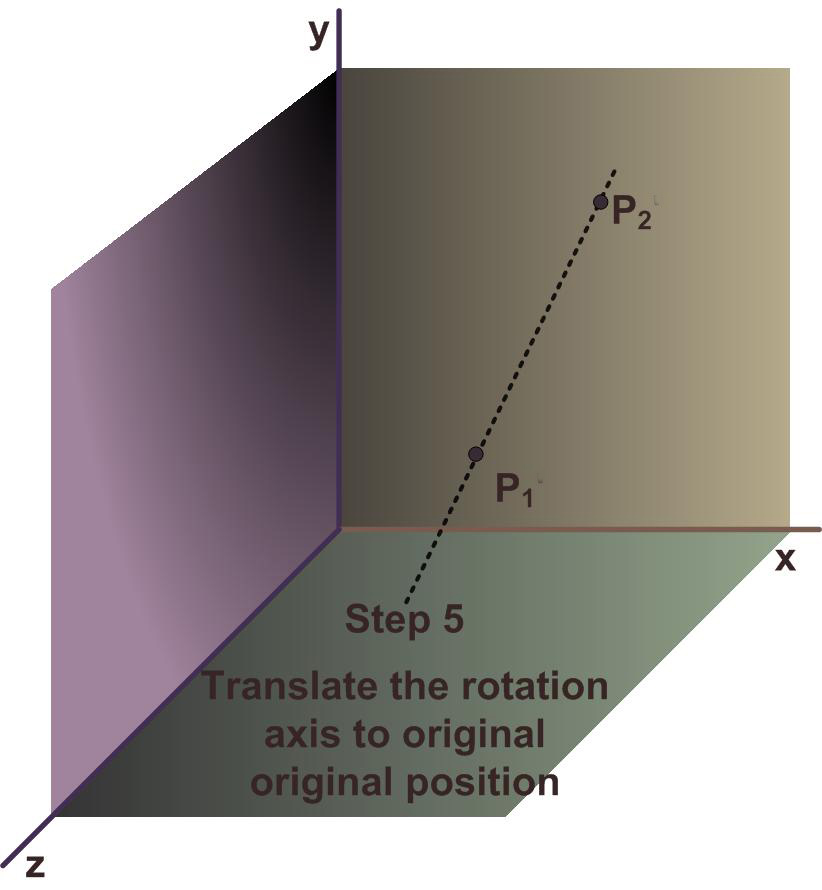 y
P2
P1
x
Step 5
Translate the rotation
axis to original
original position
z